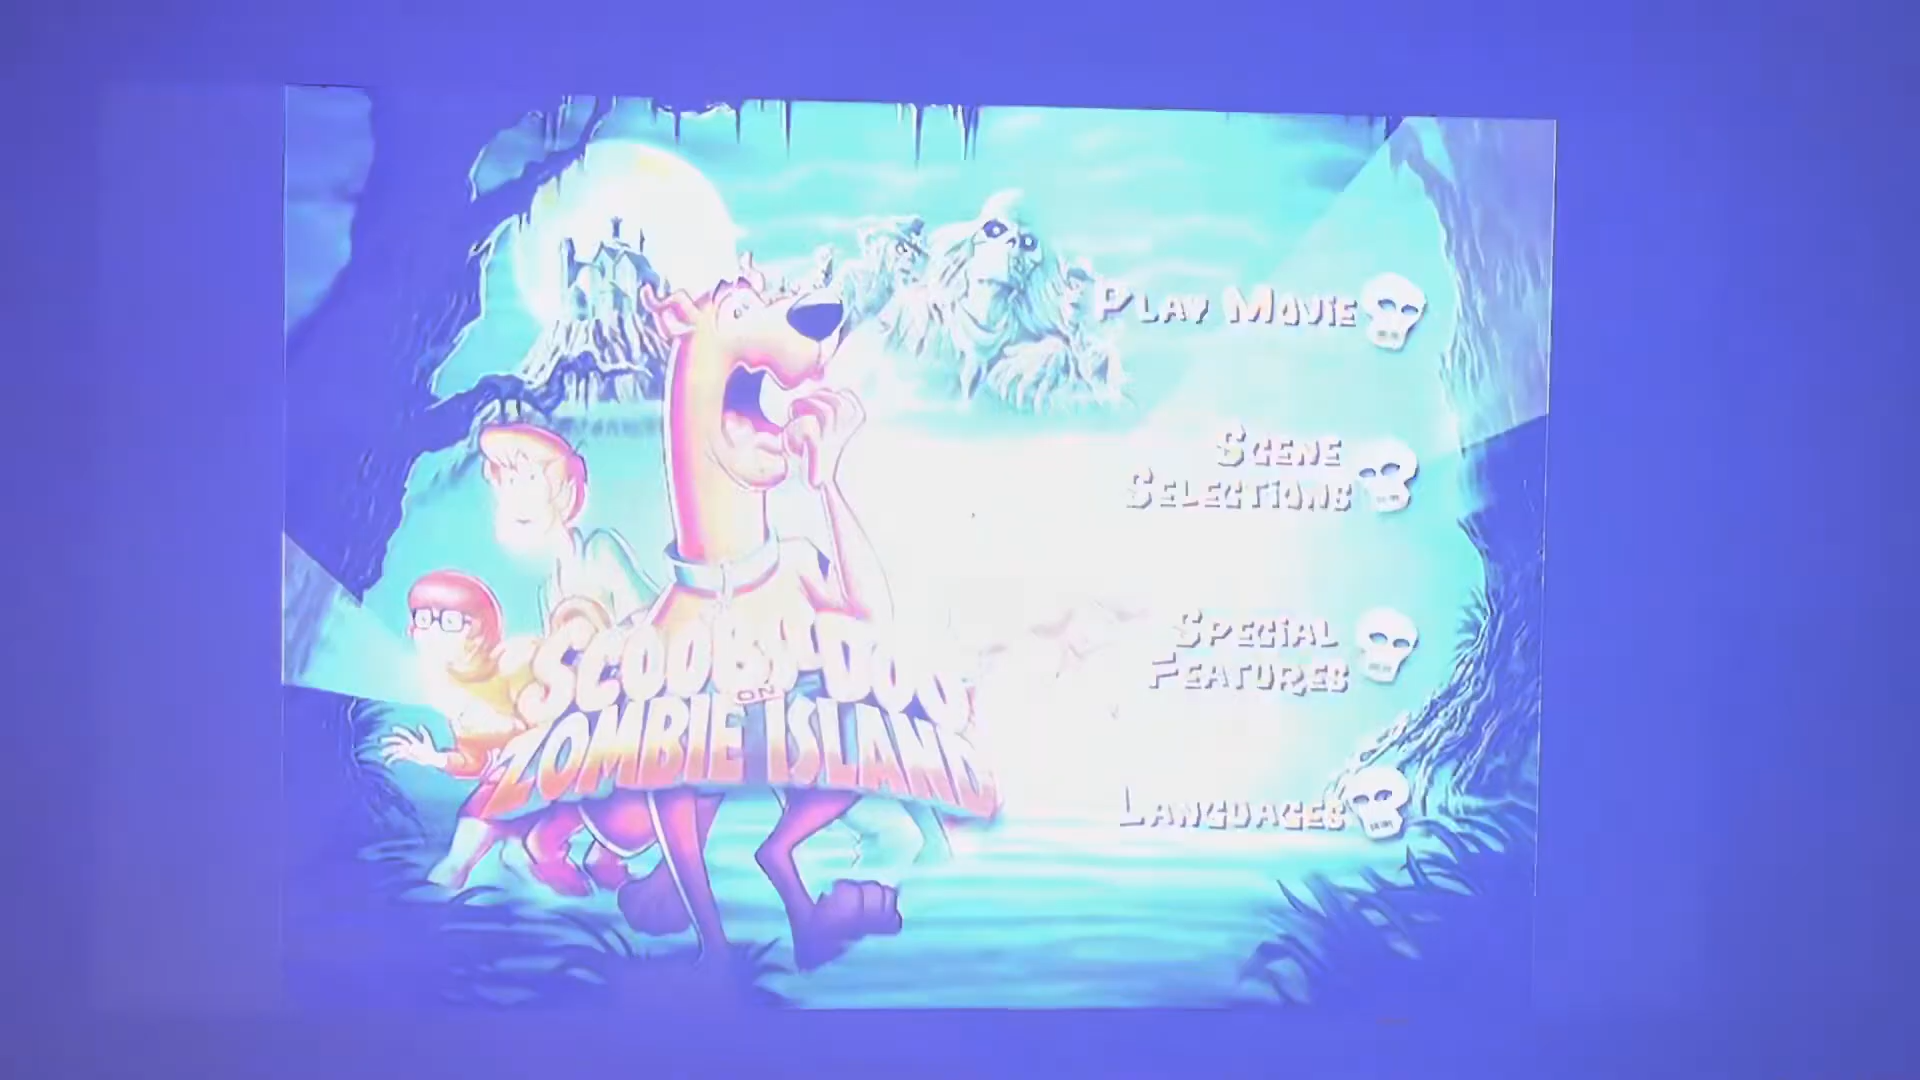 Play Movie
Scene
Selections
Special
Features
Scooby-Doo
on
Zombie Island
Languages